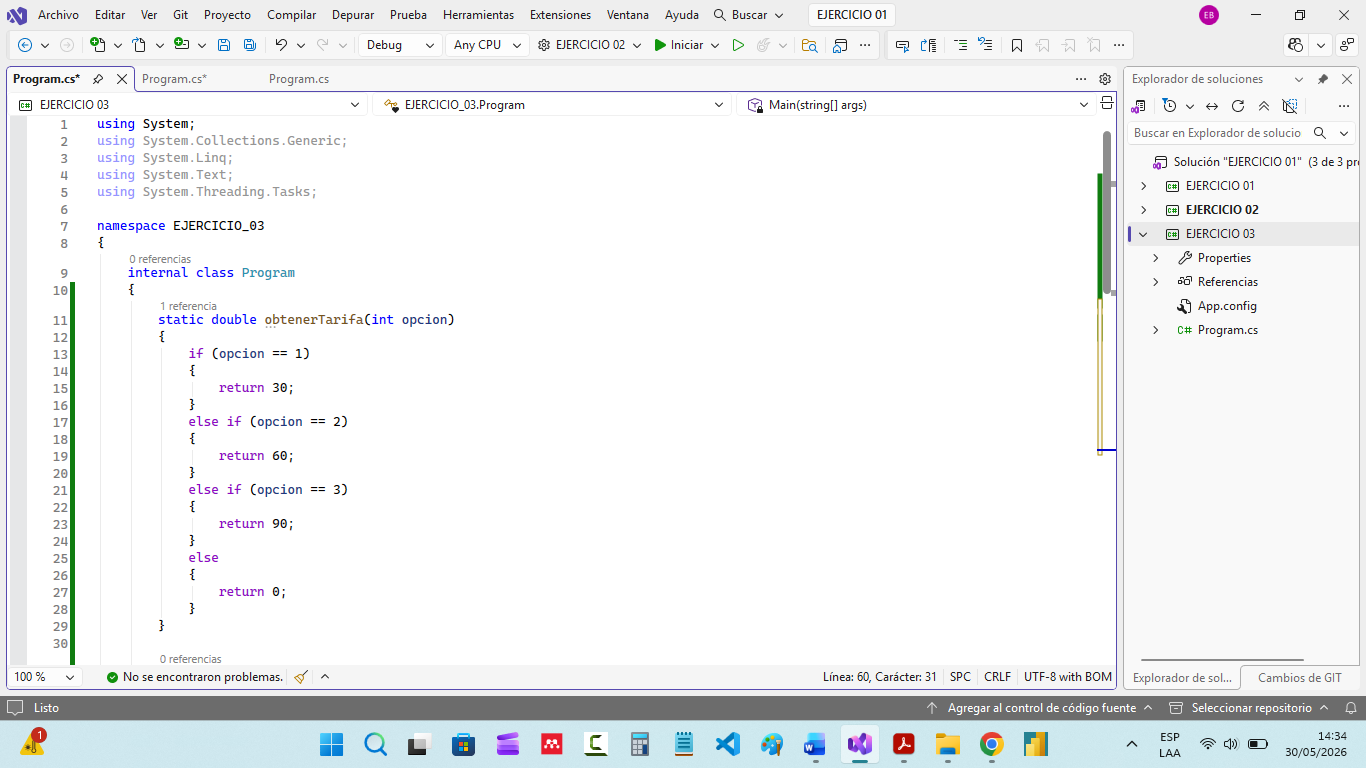 Archivo Editar Ver Git Proyecto Compilar Depurar Prueba Herramientas Extensiones Ventana Ayuda Buscar EJERCICIO 01 EB
Debug Any CPU EJERCICIO 02 Iniciar
Program.cs* Program.cs* Program.cs
EJERCICIO 03 EJERCICIO_03.Program Main(string[] args)
1 using System;
2 using System.Collections.Generic;
3 using System.Linq;
4 using System.Text;
5 using System.Threading.Tasks;
6
7 namespace EJERCICIO_03
8 {
0 referencias
9 internal class Program
10 {
1 referencia
11 static double obtenerTarifa(int opcion)
12 {
13 if (opcion == 1)
14 {
15 return 30;
16 }
17 else if (opcion == 2)
18 {
19 return 60;
20 }
21 else if (opcion == 3)
22 {
23 return 90;
24 }
25 else
26 {
27 return 0;
28 }
29 }
30
0 referencias
100 % No se encontraron problemas. Línea: 60, Carácter: 31 SPC CRLF UTF-8 with BOM
Explorador de soluciones
Buscar en Explorador de solucio
Solución "EJERCICIO 01" (3 de 3 pr
EJERCICIO 01
EJERCICIO 02
EJERCICIO 03
Properties
Referencias
App.config
C# Program.cs
Explorador de sol... Cambios de GIT
Listo Agregar al control de código fuente Seleccionar repositorio
1
ESP
LAA
14:34
30/05/2026